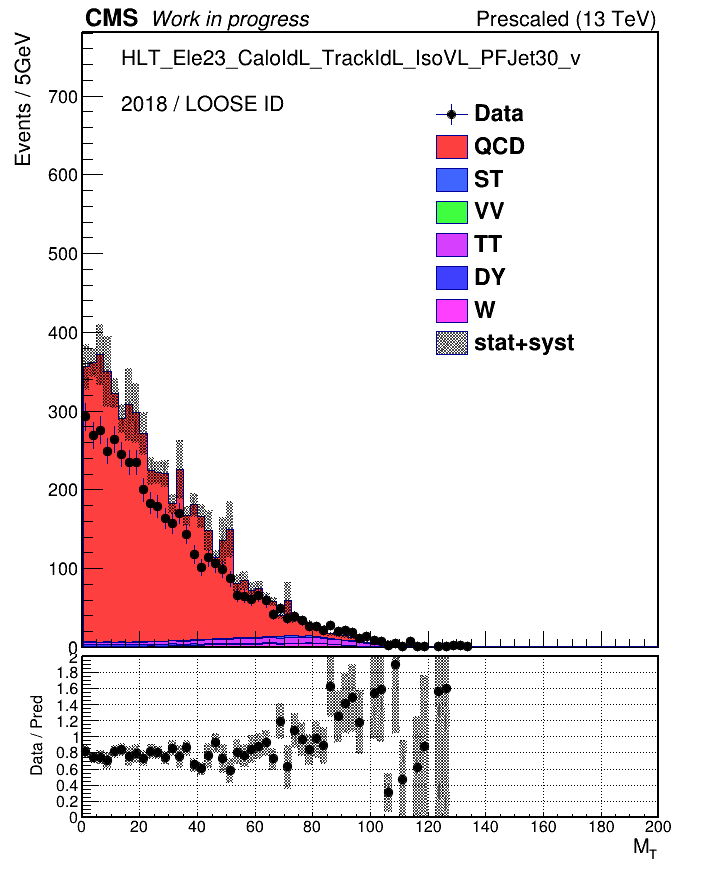 CMS Work in progress Prescaled (13 TeV)
Events / 5GeV
HLT_Ele23_CaloIdL_TrackIdL_IsoVL_PFJet30_v
2018 / LOOSE ID
Data
QCD
ST
VV
TT
DY
W
stat+syst
700
600
500
400
300
200
100
0
Data / Pred
2
1.8
1.6
1.4
1.2
1
0.8
0.6
0.4
0.2
0
0 20 40 60 80 100 120 140 160 180 200
M_T